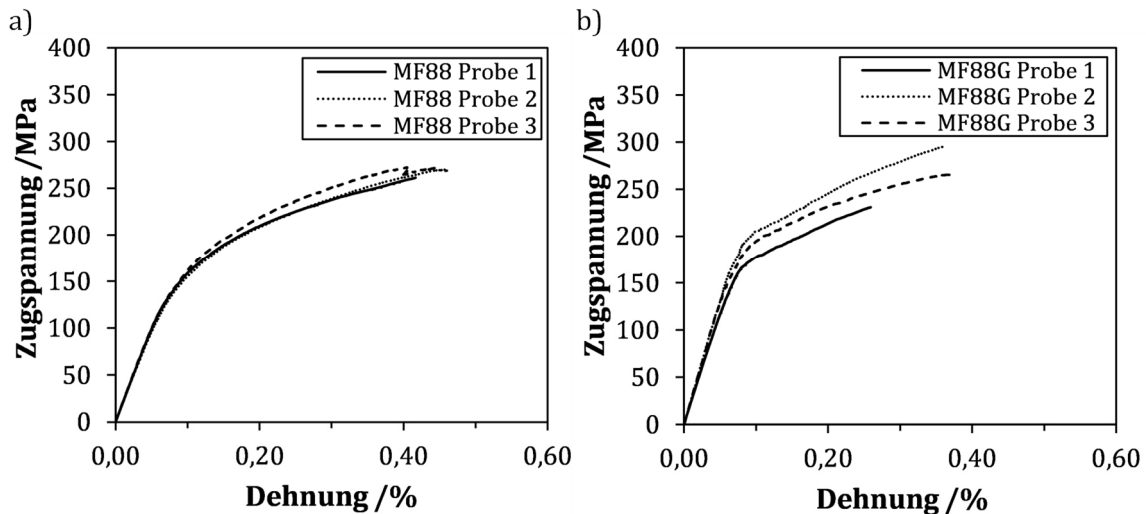 a)
Zugspannung /MPa
400
350
300
250
200
150
100
50
0
MF88 Probe 1
MF88 Probe 2
MF88 Probe 3
0,00
0,20
0,40
0,60
Dehnung /%
b)
Zugspannung /MPa
400
350
300
250
200
150
100
50
0
MF88G Probe 1
MF88G Probe 2
MF88G Probe 3
0,00
0,20
0,40
0,60
Dehnung /%